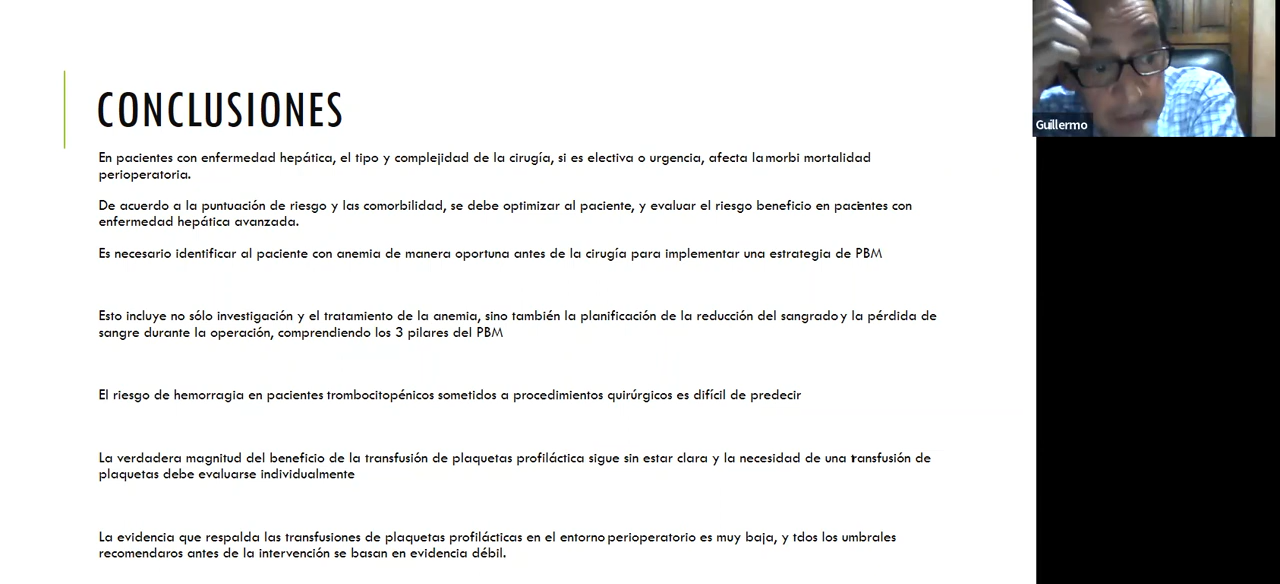 CONCLUSIONES
En pacientes con enfermedad hepática, el tipo y complejidad de la cirugía, si es electiva o urgencia, afecta la morbi mortalidad
perioperatoria.
De acuerdo a la puntuación de riesgo y las comorbilidad, se debe optimizar al paciente, y evaluar el riesgo beneficio en pacientes con
enfermedad hepática avanzada.
Es necesario identificar al paciente con anemia de manera oportuna antes de la cirugía para implementar una estrategia de PBM
Esto incluye no sólo investigación y el tratamiento de la anemia, sino también la planificación de la reducción del sangrado y la pérdida de
sangre durante la operación, comprendiendo los 3 pilares del PBM
El riesgo de hemorragia en pacientes trombocitopénicos sometidos a procedimientos quirúrgicos es difícil de predecir
La verdadera magnitud del beneficio de la transfusión de plaquetas profiláctica sigue sin estar clara y la necesidad de una transfusión de
plaquetas debe evaluarse individualmente
La evidencia que respalda las transfusiones de plaquetas profilácticas en el entorno perioperatorio es muy baja, y tdos los umbrales
recomendaros antes de la intervención se basan en evidencia débil.
Guillermo